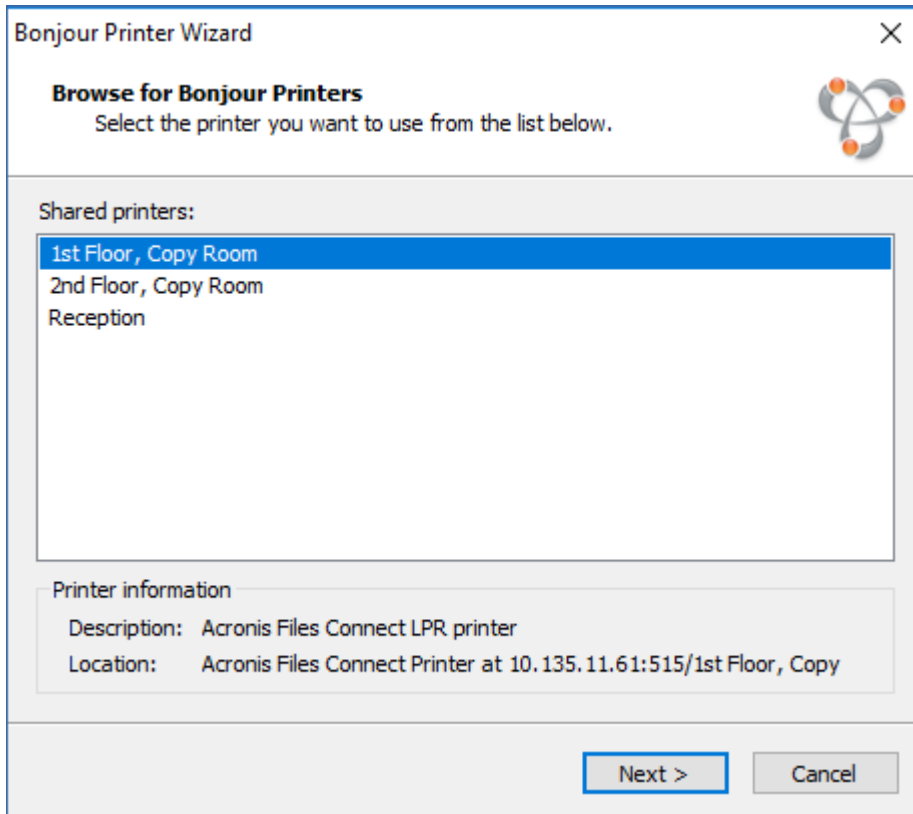 Bonjour Printer Wizard
Browse for Bonjour Printers
Select the printer you want to use from the list below.
Shared printers:
1st Floor, Copy Room
2nd Floor, Copy Room
Reception
Printer information
Description: Acronis Files Connect LPR printer
Location: Acronis Files Connect Printer at 10.135.11.61:515/1st Floor, Copy
Next >
Cancel